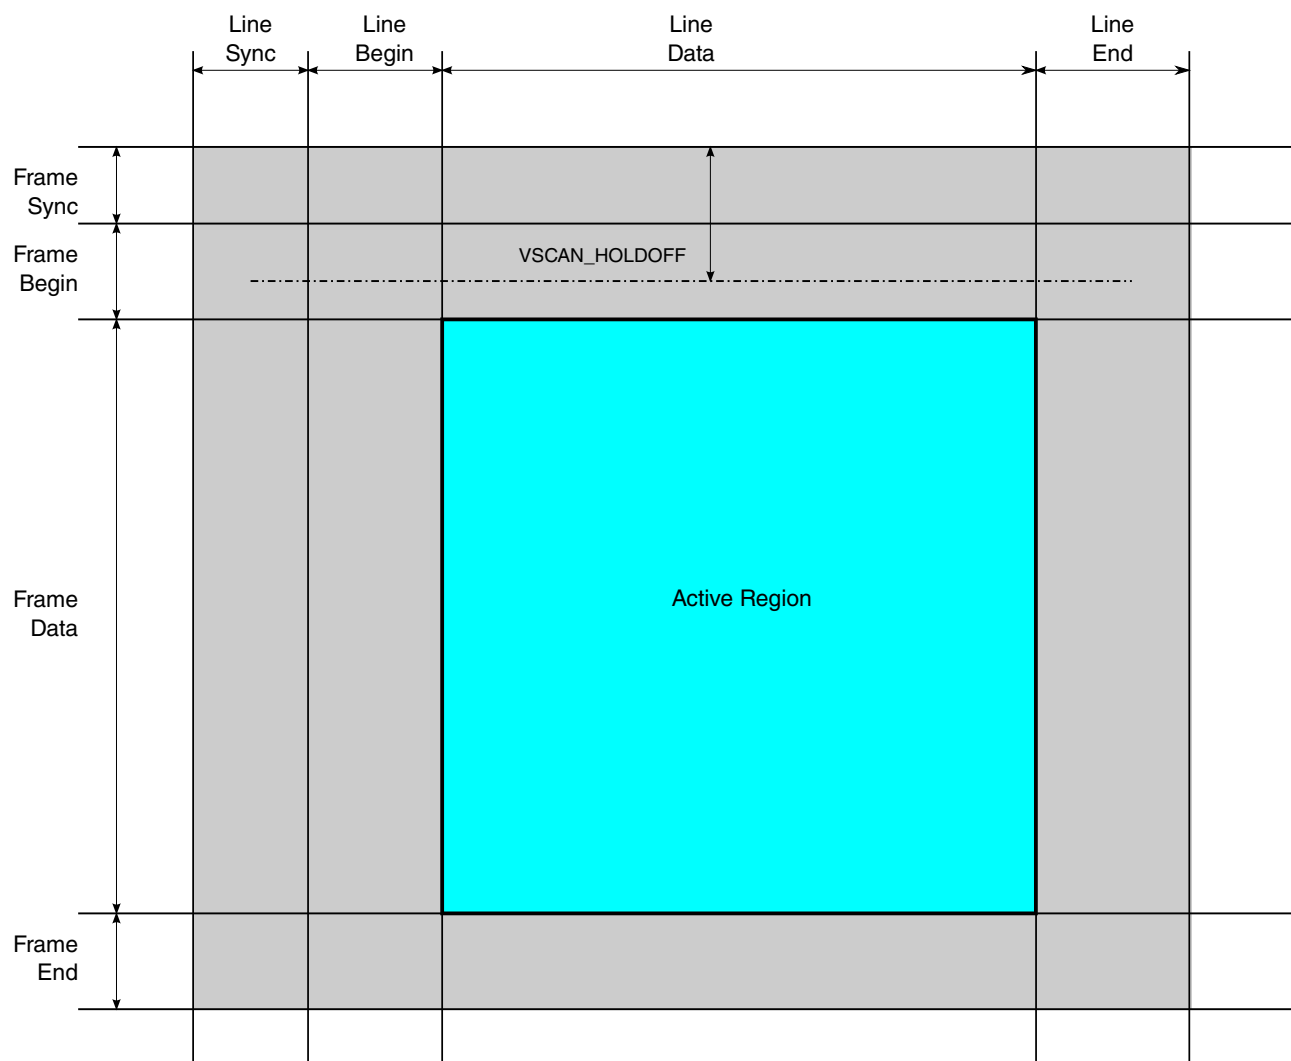 Line
Sync
Line
Begin
Line
Data
Line
End
Frame
Sync
Frame
Begin
VSCAN_HOLDOFF
Frame
Data
Active Region
Frame
End